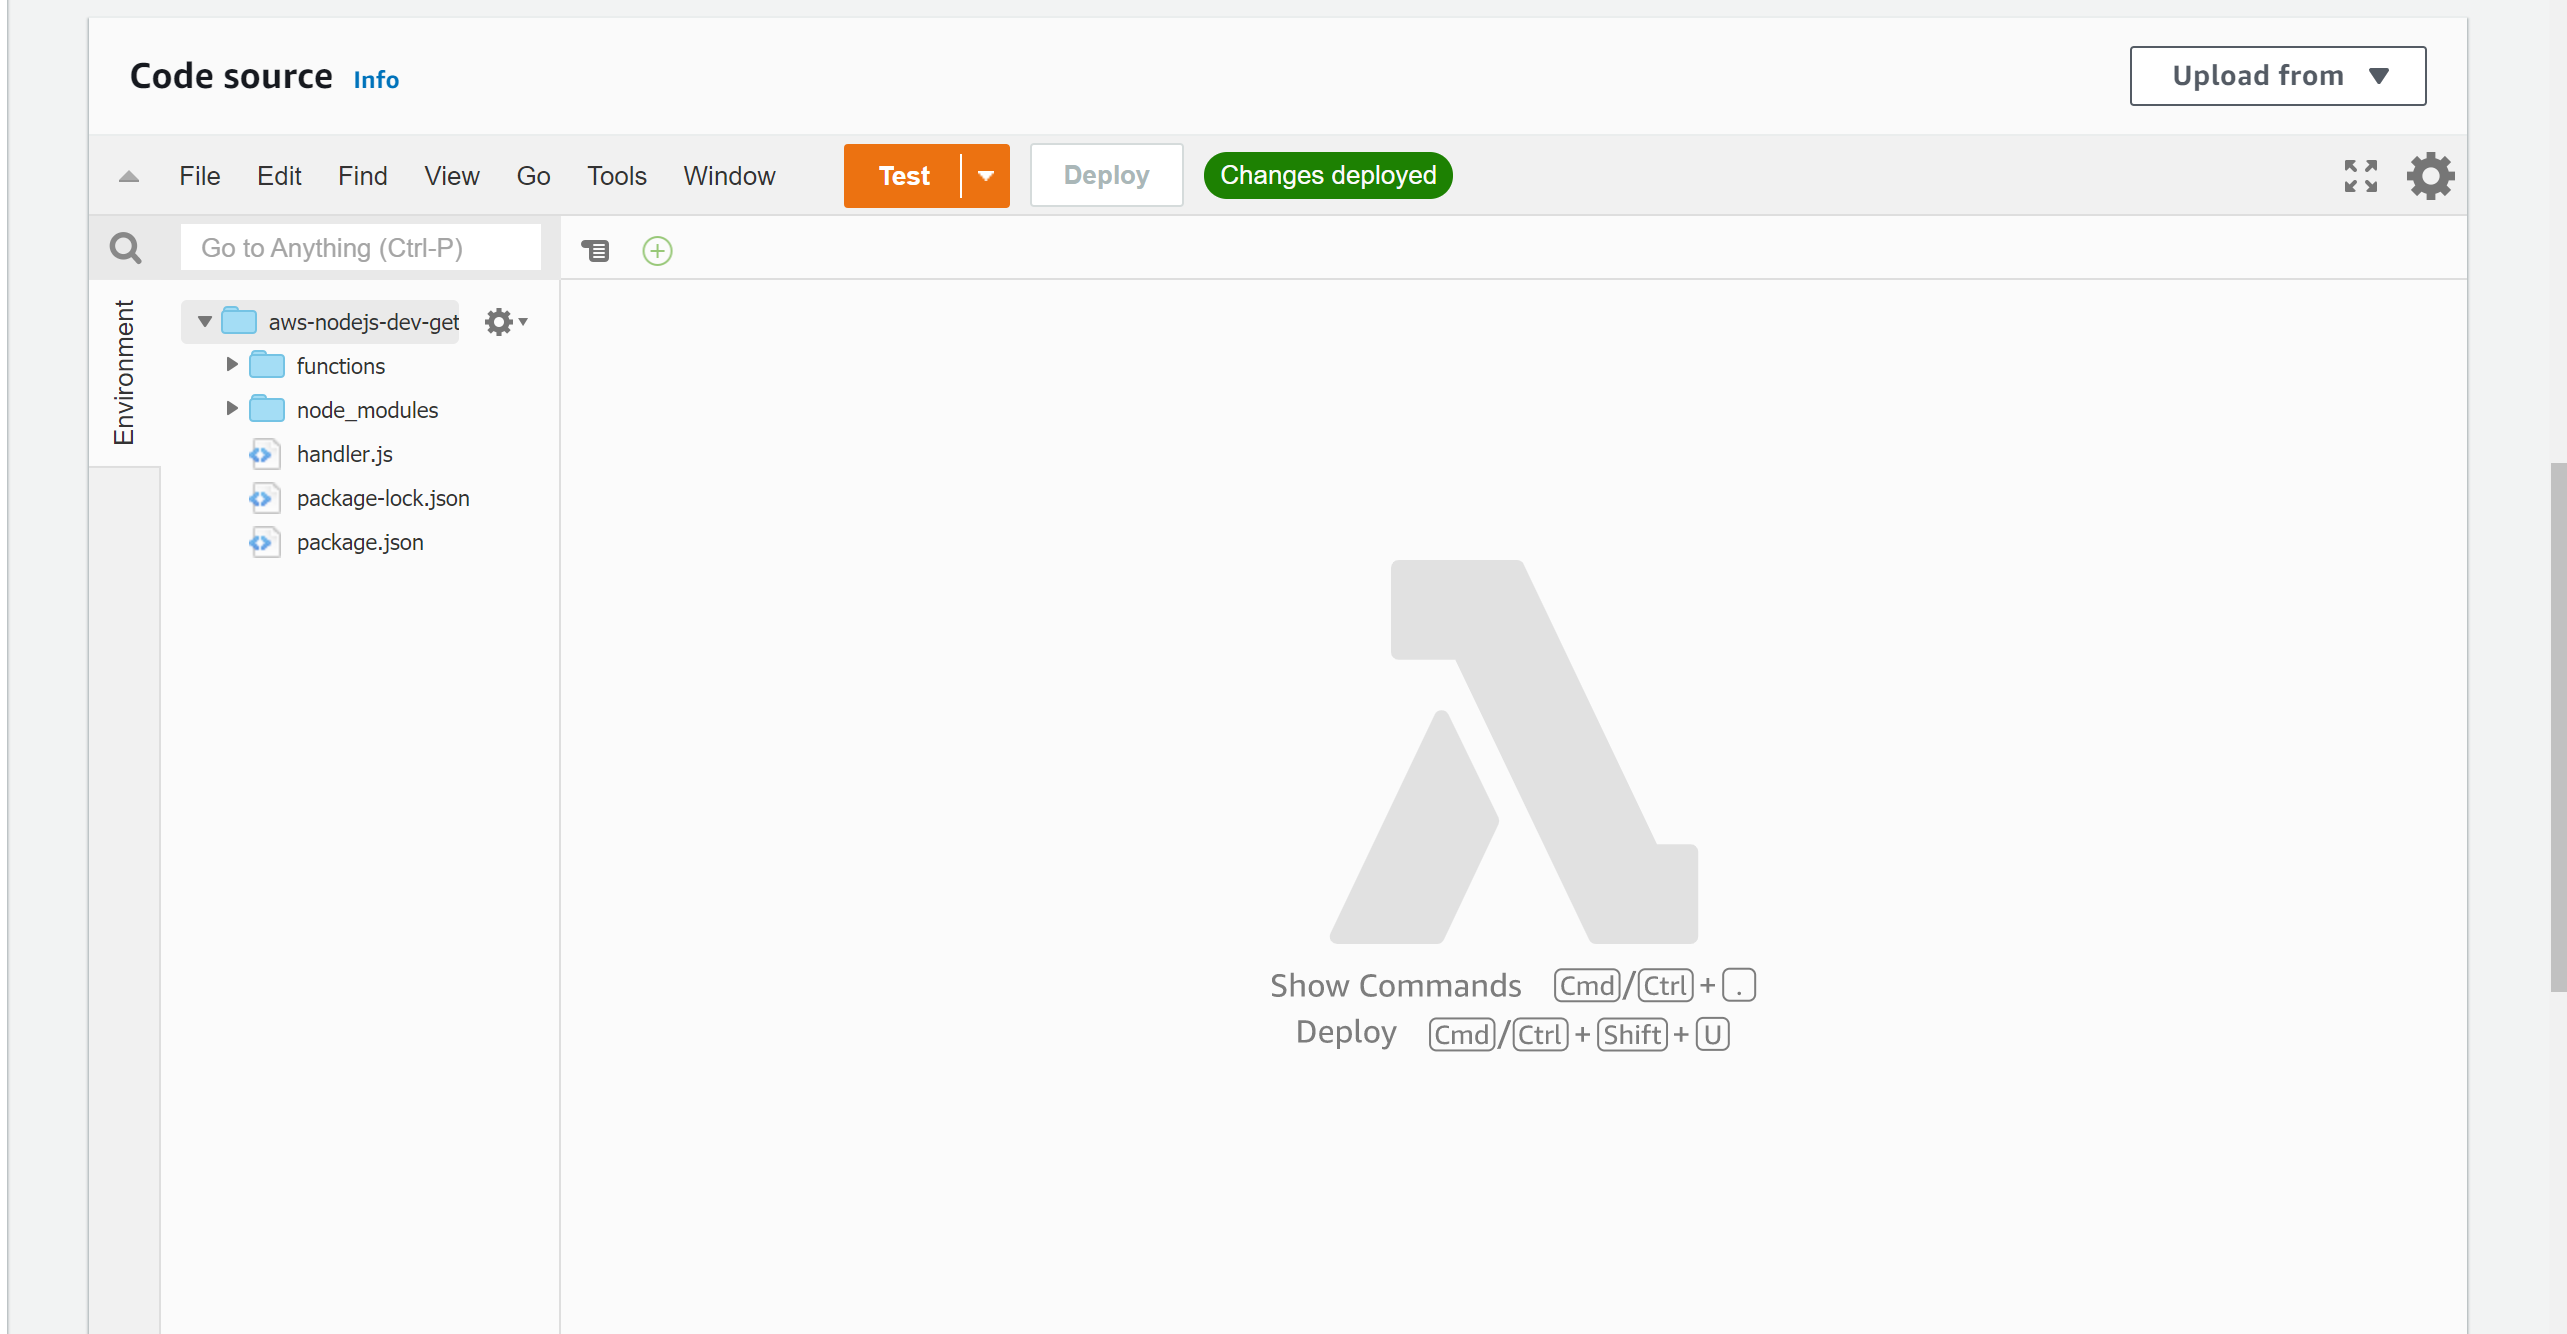 Code source Info
Upload from
File Edit Find View Go Tools Window Test Deploy Changes deployed
Go to Anything (Ctrl-P)
Environment
aws-nodejs-dev-get
functions
node_modules
handler.js
package-lock.json
package.json
Show Commands Cmd/Ctrl+.
Deploy Cmd/Ctrl+Shift+U